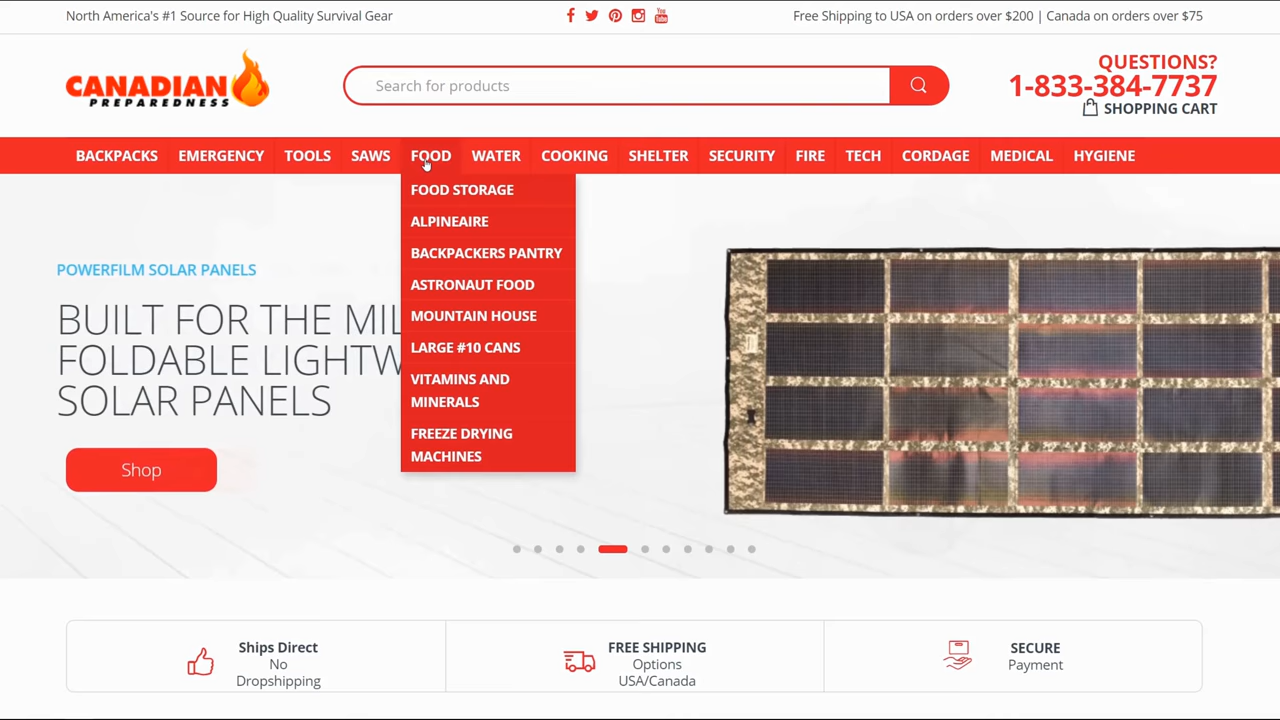 North America's #1 Source for High Quality Survival Gear
You Tube
Free Shipping to USA on orders over $200 | Canada on orders over $75
CANADIAN
PREPAREDNESS
Search for products
QUESTIONS?
1-833-384-7737
SHOPPING CART
BACKPACKS EMERGENCY TOOLS SAWS FOOD WATER COOKING SHELTER SECURITY FIRE TECH CORDAGE MEDICAL HYGIENE
FOOD STORAGE
ALPINEAIRE
BACKPACKERS PANTRY
ASTRONAUT FOOD
MOUNTAIN HOUSE
LARGE #10 CANS
VITAMINS AND
MINERALS
FREEZE DRYING
MACHINES
POWERFILM SOLAR PANELS
BUILT FOR THE MIL
FOLDABLE LIGHTW
SOLAR PANELS
Shop
Ships Direct
No
Dropshipping
FREE SHIPPING
Options
USA/Canada
SECURE
Payment